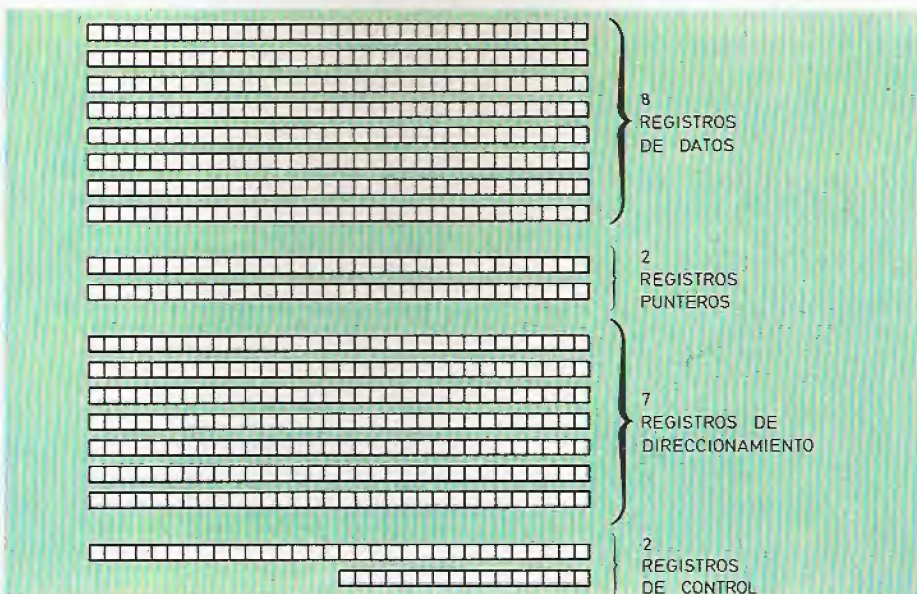 8
REGISTROS
DE DATOS
2
REGISTROS
PUNTEROS
7
REGISTROS DE
DIRECCIONAMIENTO
2
REGISTROS
DE CONTROL